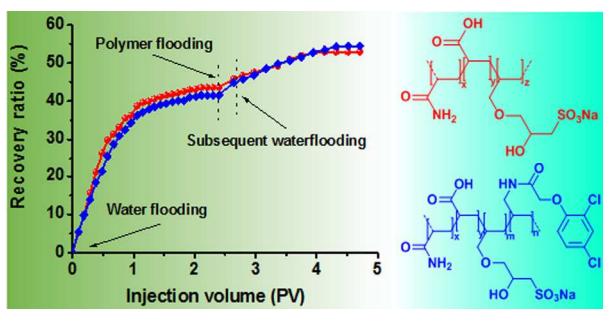 Recovery ratio (%)
60
50
40
30
20
10
0
Polymer flooding
Subsequent waterflooding
Water flooding
0
1
2
3
4
5
Injection volume (PV)
OH
O
x
y
z
O
NH2
O
HO
SO3Na
OH
O
HN
O
O
Cl
Cl
x
y
m
n
O
NH2
O
HO
SO3Na